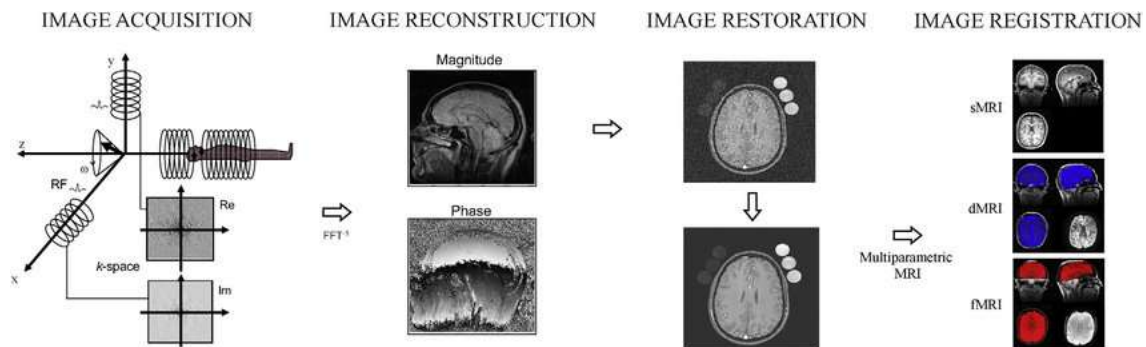 IMAGE ACQUISITION
IMAGE RECONSTRUCTION
IMAGE RESTORATION
IMAGE REGISTRATION
y
z
ω
RF
x
k-space
Re
Im
FFT⁻¹
Magnitude
Phase
Multiparametric
MRI
sMRI
dMRI
fMRI